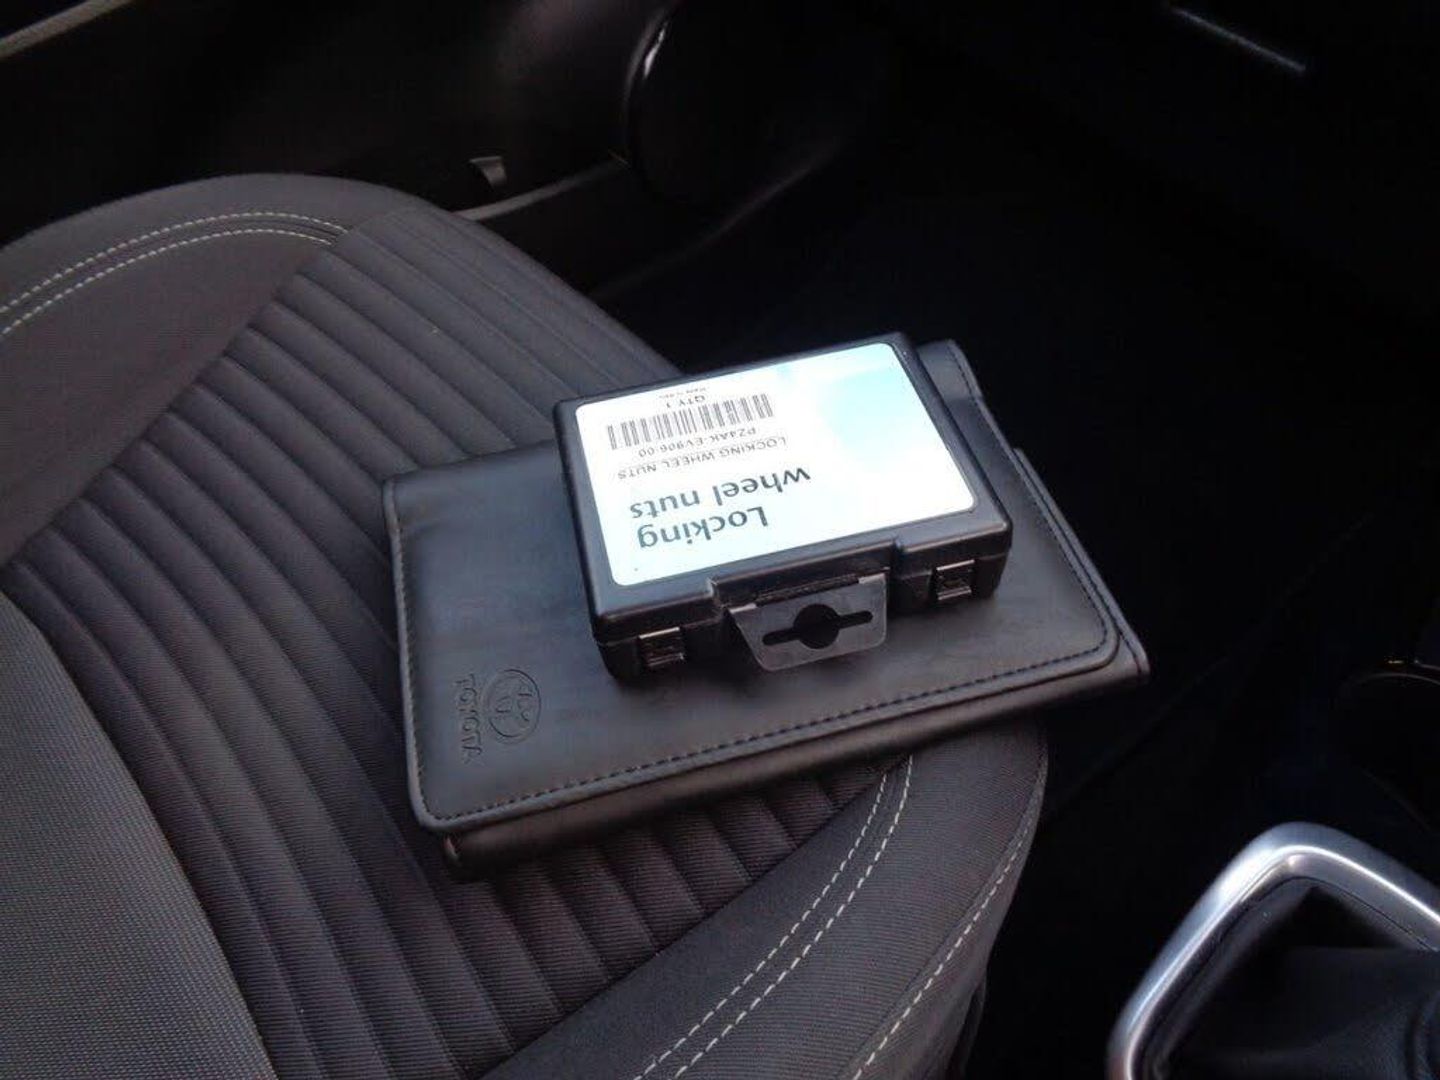 Locking
wheel nuts
LOCKING WHEEL NUTS
PZ4AK-EV906-00
QTY 1
TOYOTA